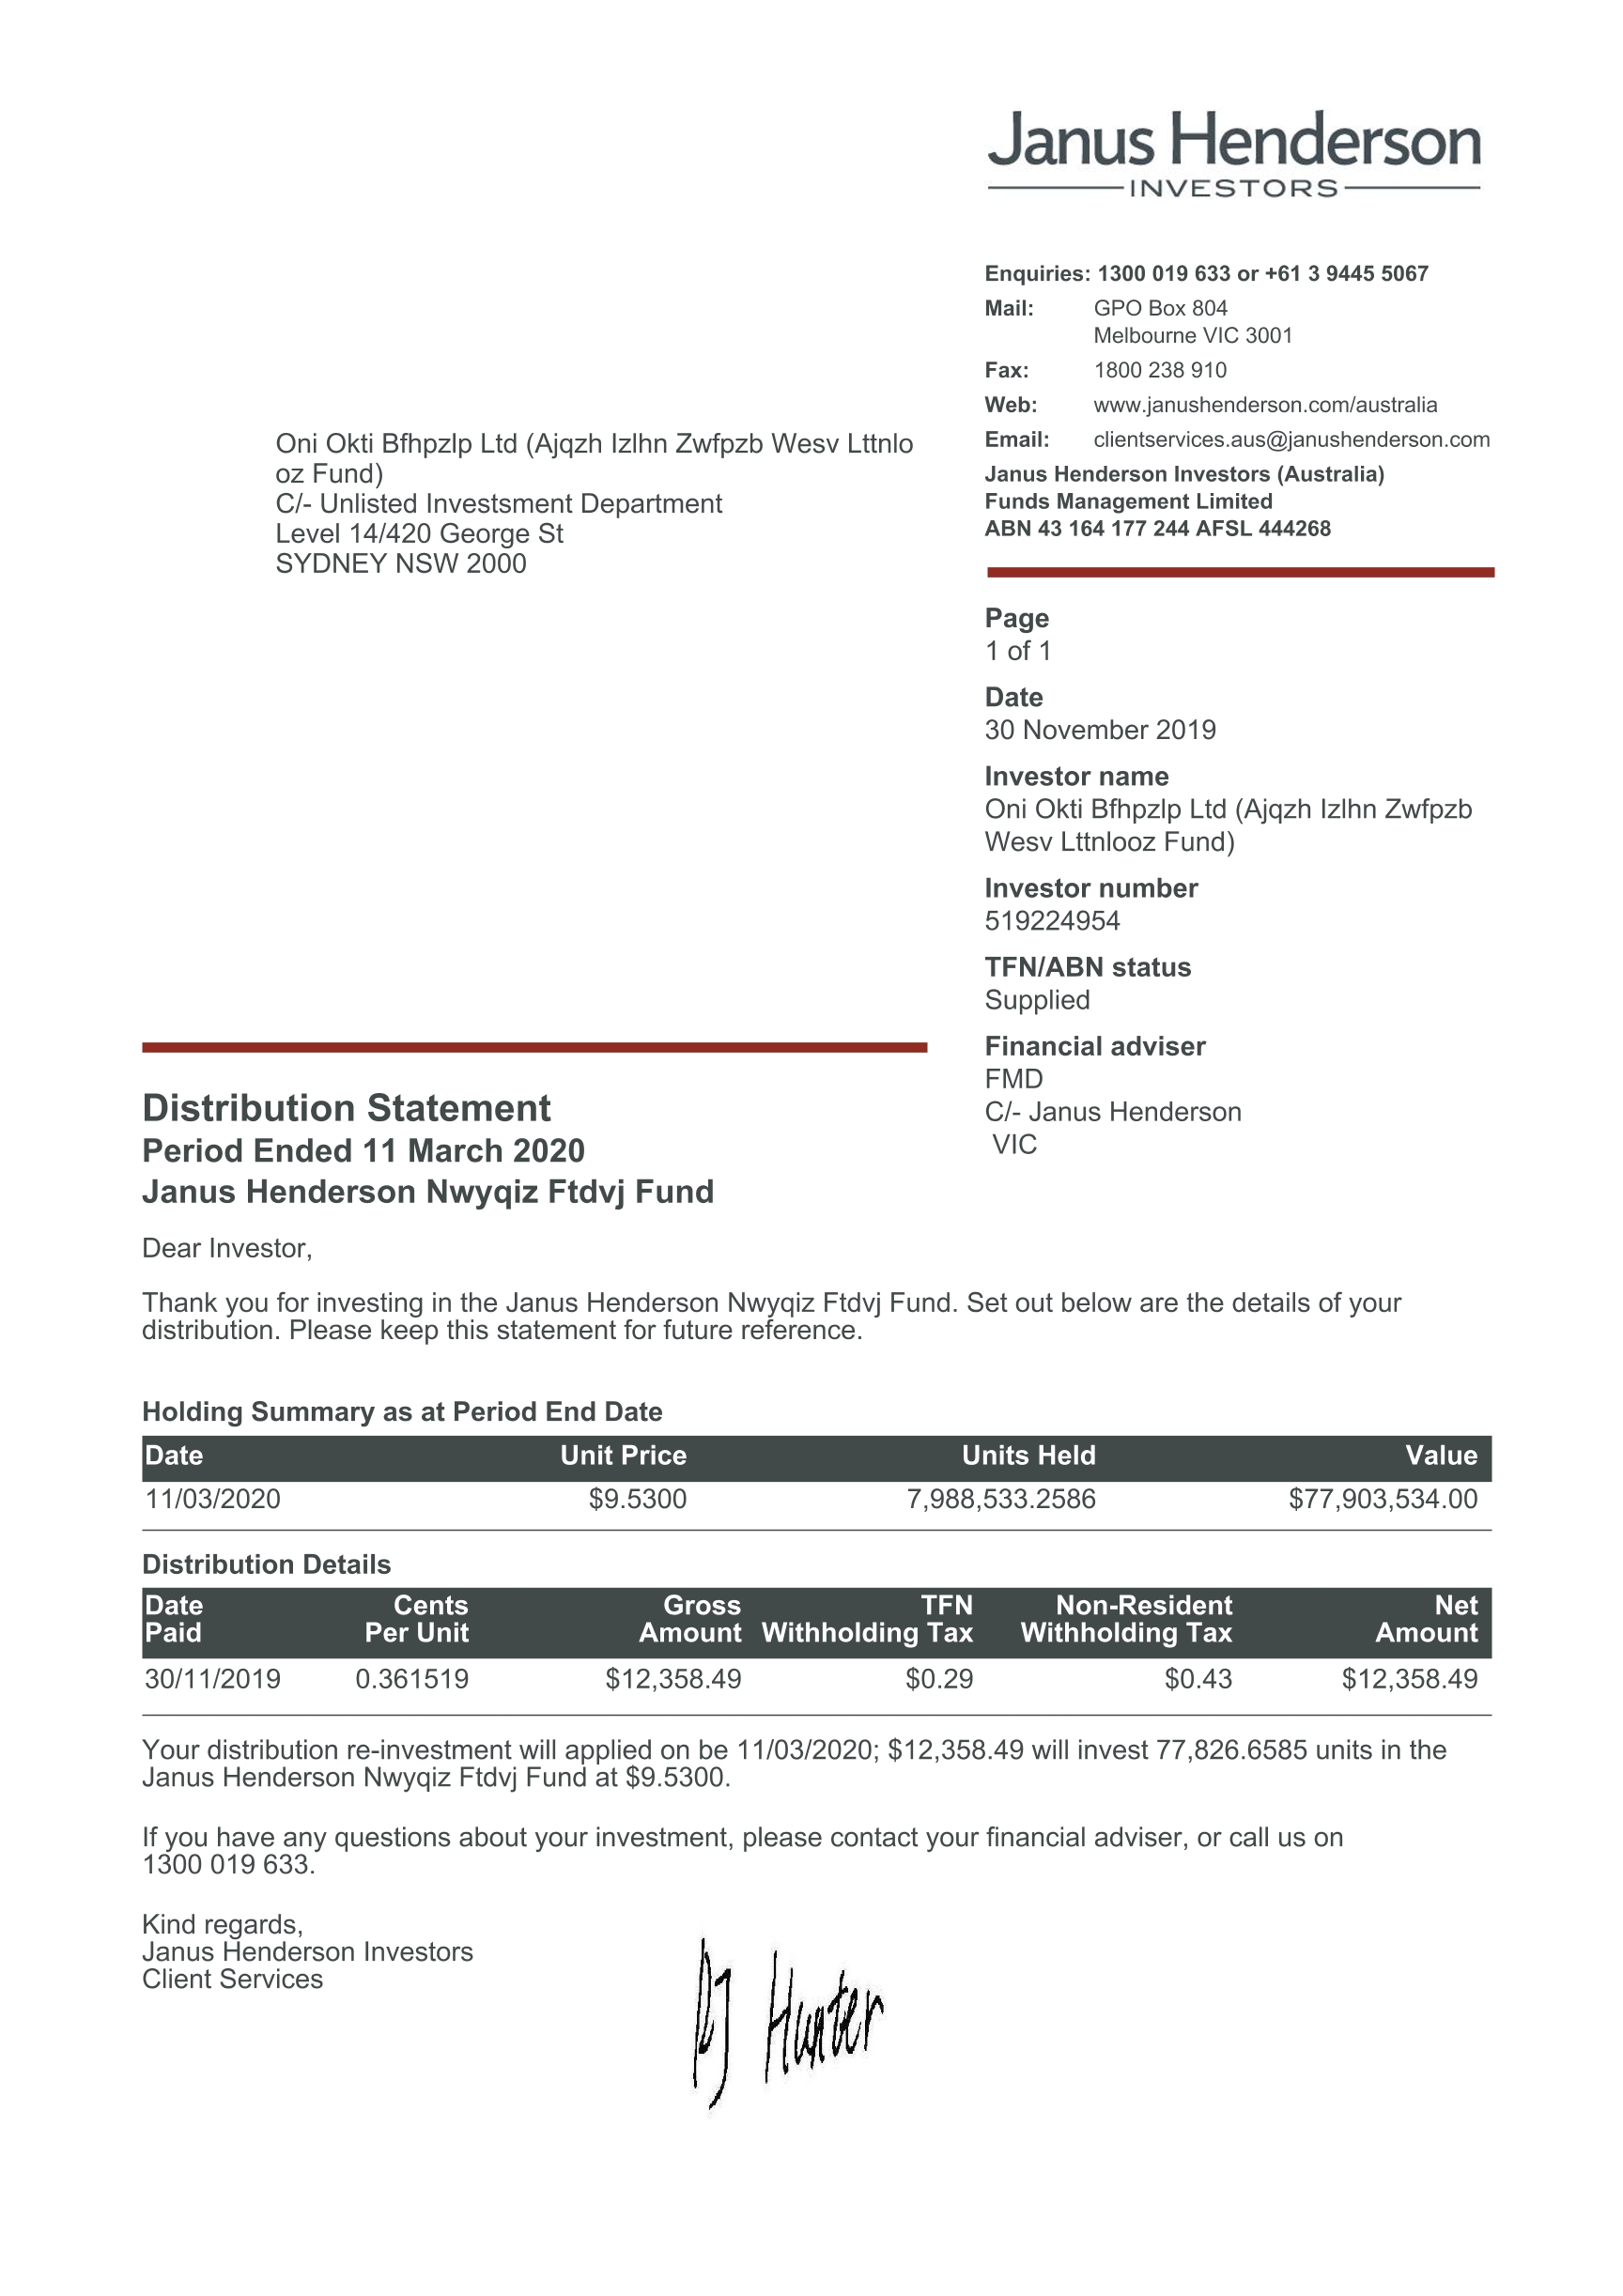 Janus Henderson
INVESTORS
Enquiries: 1300 019 633 or +61 3 9445 5067
Mail: GPO Box 804
Melbourne VIC 3001
Fax: 1800 238 910
Web: www.janushenderson.com/australia
Email: clientservices.aus@janushenderson.com
Janus Henderson Investors (Australia)
Funds Management Limited
ABN 43 164 177 244 AFSL 444268
Oni Okti Bfhpzlp Ltd (Ajqzh Izlhn Zwfpzb Wesv Lttnlo
oz Fund)
C/- Unlisted Investsment Department
Level 14/420 George St
SYDNEY NSW 2000
Page
1 of 1
Date
30 November 2019
Investor name
Oni Okti Bfhpzlp Ltd (Ajqzh Izlhn Zwfpzb
Wesv Lttnlooz Fund)
Investor number
519224954
TFN/ABN status
Supplied
Financial adviser
FMD
C/- Janus Henderson
VIC
Distribution Statement
Period Ended 11 March 2020
Janus Henderson Nwyqiz Ftdvj Fund
Dear Investor,
Thank you for investing in the Janus Henderson Nwyqiz Ftdvj Fund. Set out below are the details of your
distribution. Please keep this statement for future reference.
Holding Summary as at Period End Date
Date Unit Price Units Held Value
11/03/2020 $9.5300 7,988,533.2586 $77,903,534.00
Distribution Details
Date Cents Gross TFN Non-Resident Net
Paid Per Unit Amount Withholding Tax Withholding Tax Amount
30/11/2019 0.361519 $12,358.49 $0.29 $0.43 $12,358.49
Your distribution re-investment will applied on be 11/03/2020; $12,358.49 will invest 77,826.6585 units in the
Janus Henderson Nwyqiz Ftdvj Fund at $9.5300.
If you have any questions about your investment, please contact your financial adviser, or call us on
1300 019 633.
Kind regards,
Janus Henderson Investors
Client Services
Hunter